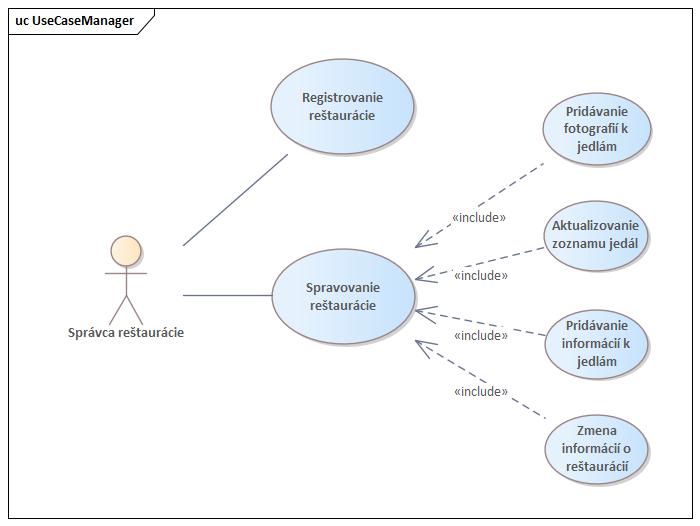 uc UseCaseManager
Registrovanie
reštaurácie
Pridávanie
fotografií k
jedlám
«include»
Aktualizovanie
zoznamu jedál
«include»
Spravovanie
reštaurácie
Správca reštaurácie
«include»
Pridávanie
informácií k
jedlám
«include»
Zmena
informácií o
reštaurácií